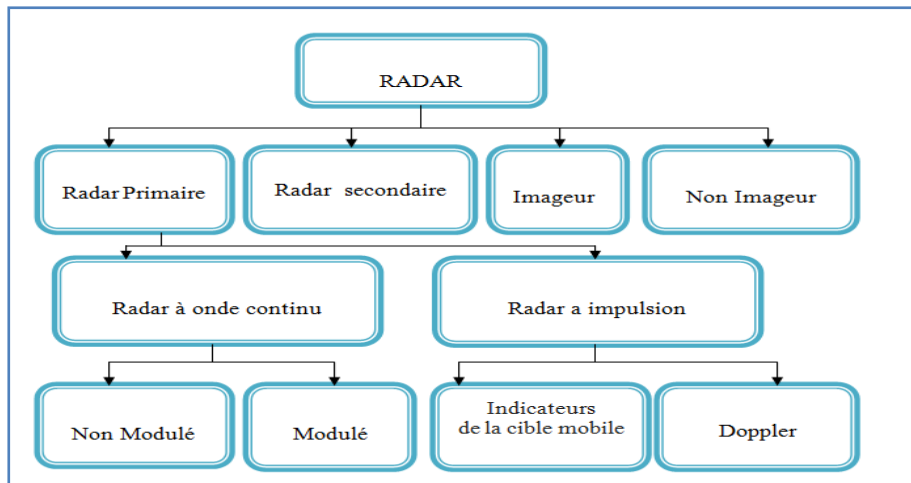 RADAR
Radar Primaire
Radar secondaire
Imageur
Non Imageur
Radar à onde continu
Radar a impulsion
Non Modulé
Modulé
Indicateurs
de la cible mobile
Doppler